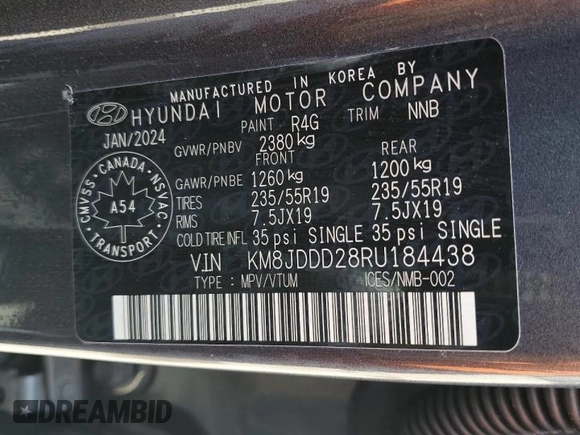 MANUFACTURED IN KOREA BY
HYUNDAI MOTOR COMPANY
JAN/2024 PAINT R4G TRIM NNB
GVWR/PNBV 2380 kg
FRONT REAR
GAWR/PNBE 1260 kg 1200 kg
TIRES 235/55R19 235/55R19
RIMS 7.5JX19 7.5JX19
COLD TIRE INFL 35 psi SINGLE 35 psi SINGLE
VIN KM8JDDD28RU184438
TYPE : MPV/VTUM ICES/NMB-002
CANADA
CMVSS NSVAC
A54
TRANSPORT
DREAMBID